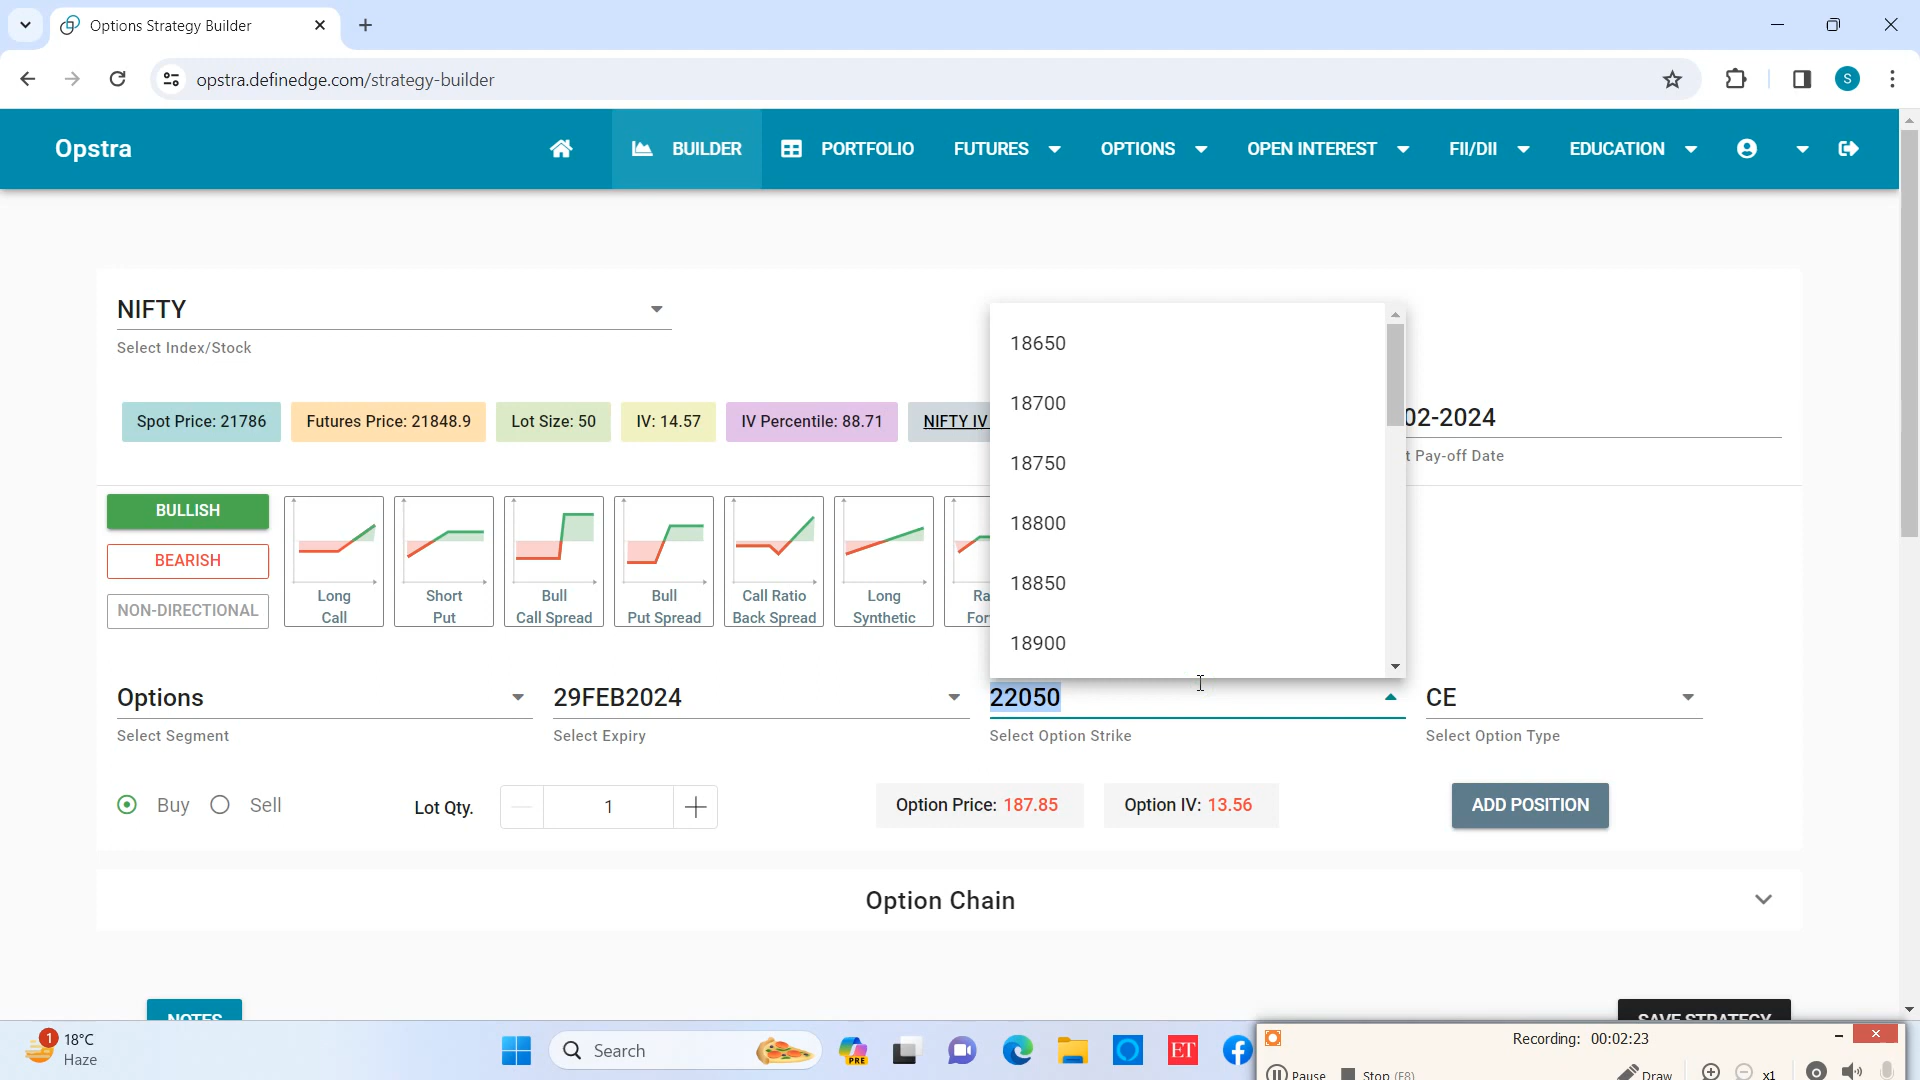 Options Strategy Builder
opstra.definedge.com/strategy-builder
S
Opstra
BUILDER
PORTFOLIO
FUTURES
OPTIONS
OPEN INTEREST
FII/DII
EDUCATION
NIFTY
Select Index/Stock
Spot Price: 21786
Futures Price: 21848.9
Lot Size: 50
IV: 14.57
IV Percentile: 88.71
NIFTY IV
02-2024
t Pay-off Date
18650
18700
18750
18800
18850
18900
BULLISH
BEARISH
NON-DIRECTIONAL
Long
Call
Short
Put
Bull
Call Spread
Bull
Put Spread
Call Ratio
Back Spread
Long
Synthetic
Ra
For
Options
Select Segment
29FEB2024
Select Expiry
22050
Select Option Strike
CE
Select Option Type
Buy
Sell
Lot Qty.
1
Option Price: 187.85
Option IV: 13.56
ADD POSITION
Option Chain
NOTES
SAVE STRATEGY
1
18°C
Haze
Search
PRE
ET
Recording: 00:02:23
Pause
Stop (F8)
Draw
x1